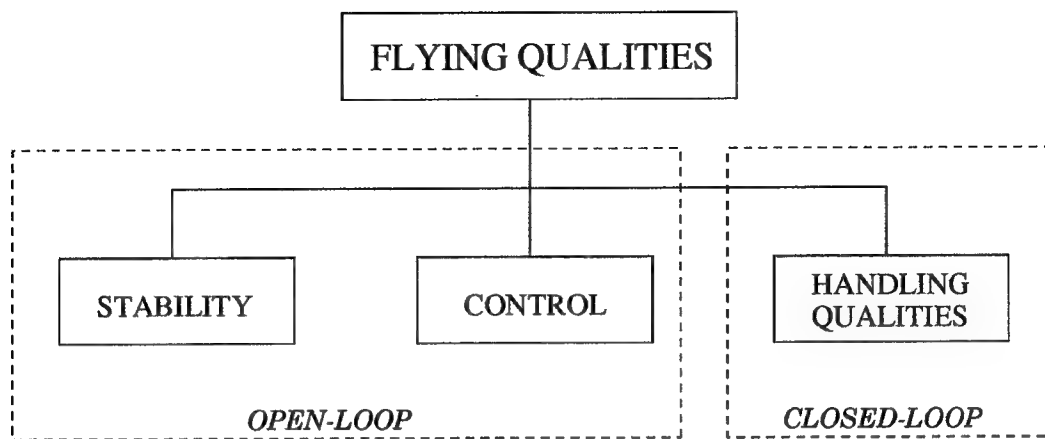 FLYING QUALITIES
STABILITY
CONTROL
HANDLING
QUALITIES
OPEN-LOOP
CLOSED-LOOP